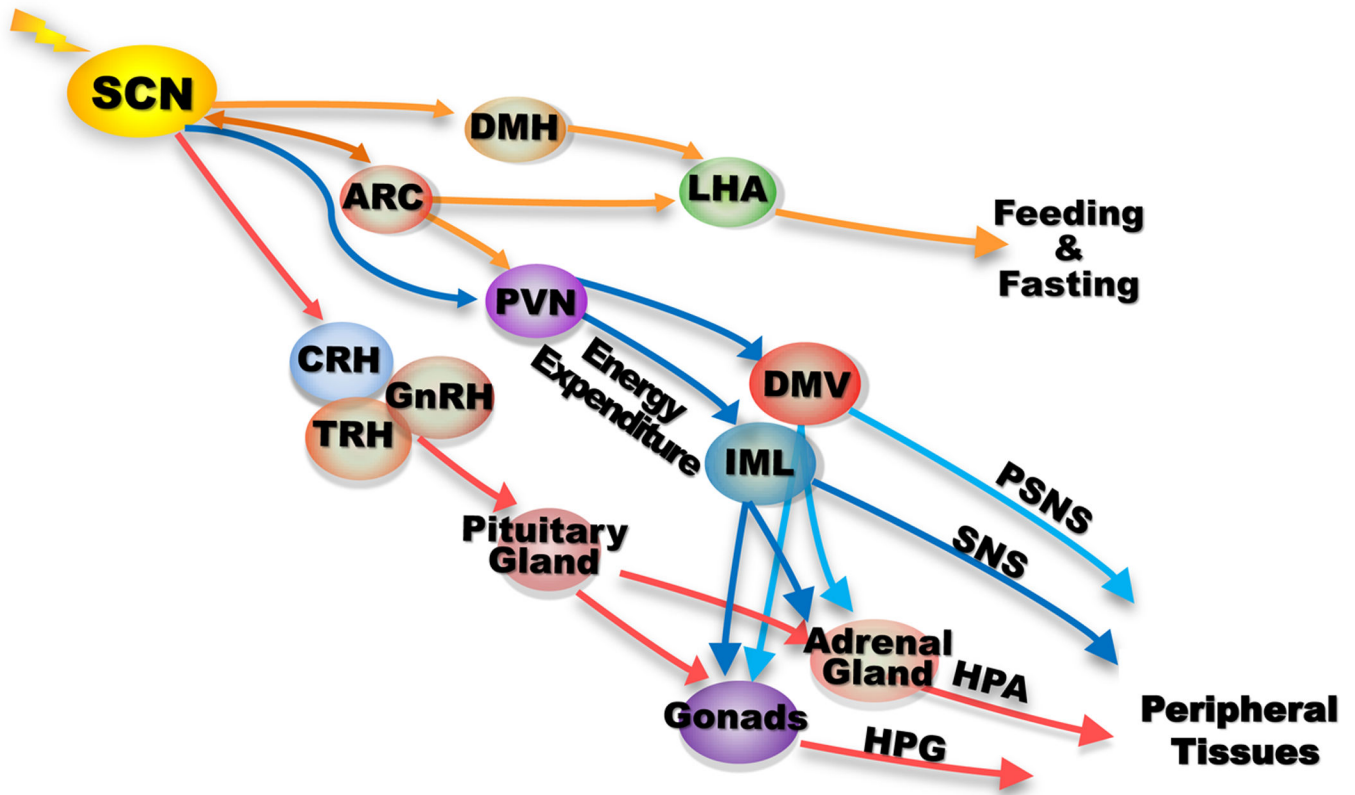 SCN
DMH
ARC
LHA
Feeding
&
Fasting
PVN
Energy
Expenditure
CRH
GnRH
TRH
DMV
IML
PSNS
SNS
Pituitary
Gland
Adrenal
Gland
HPA
Gonads
HPG
Peripheral
Tissues